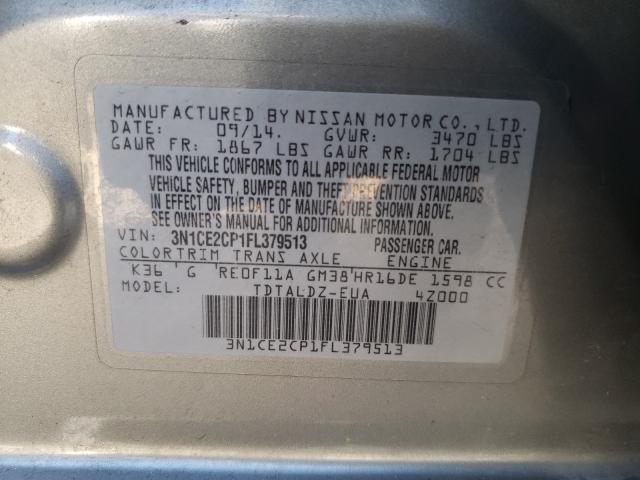 MANUFACTURED BY NISSAN MOTOR CO., LTD.
DATE: 09/14. GVWR: 3470 LBS
GAWR FR: 1867 LBS GAWR RR: 1704 LBS
THIS VEHICLE CONFORMS TO ALL APPLICABLE FEDERAL MOTOR
VEHICLE SAFETY, BUMPER AND THEFT PREVENTION STANDARDS
IN EFFECT ON THE DATE OF MANUFACTURE SHOWN ABOVE.
SEE OWNER'S MANUAL FOR ADDITIONAL INFORMATION.
VIN: 3N1CE2CP1FL379513 PASSENGER CAR.
COLOR TRIM TRANS AXLE ENGINE
K36 G RE0F11A GM38 HR16DE 1598 CC
MODEL: TDTALDZ-EUA 4Z000
3N1CE2CP1FL379513